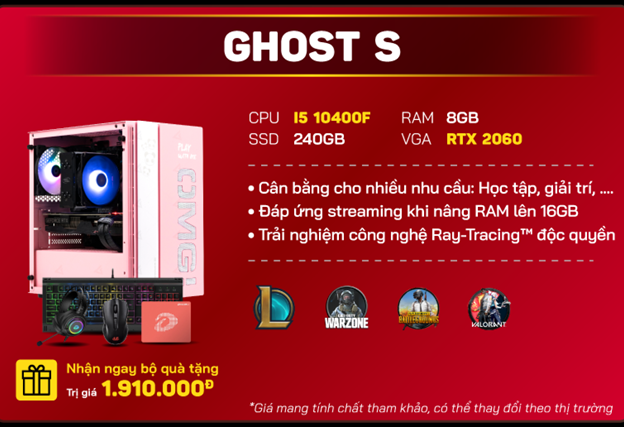 GHOST S
CPU I5 10400F RAM 8GB
SSD 240GB VGA RTX 2060
• Cân bằng cho nhiều nhu cầu: Học tập, giải trí, ....
• Đáp ứng streaming khi nâng RAM lên 16GB
• Trải nghiệm công nghệ Ray-Tracing™ độc quyền
PLAY
OMG
WARZONE
BATTLEGROUNDS
VALORANT
Nhận ngay bộ quà tặng
Trị giá 1.910.000Đ
*Giá mang tính chất tham khảo, có thể thay đổi theo thị trường